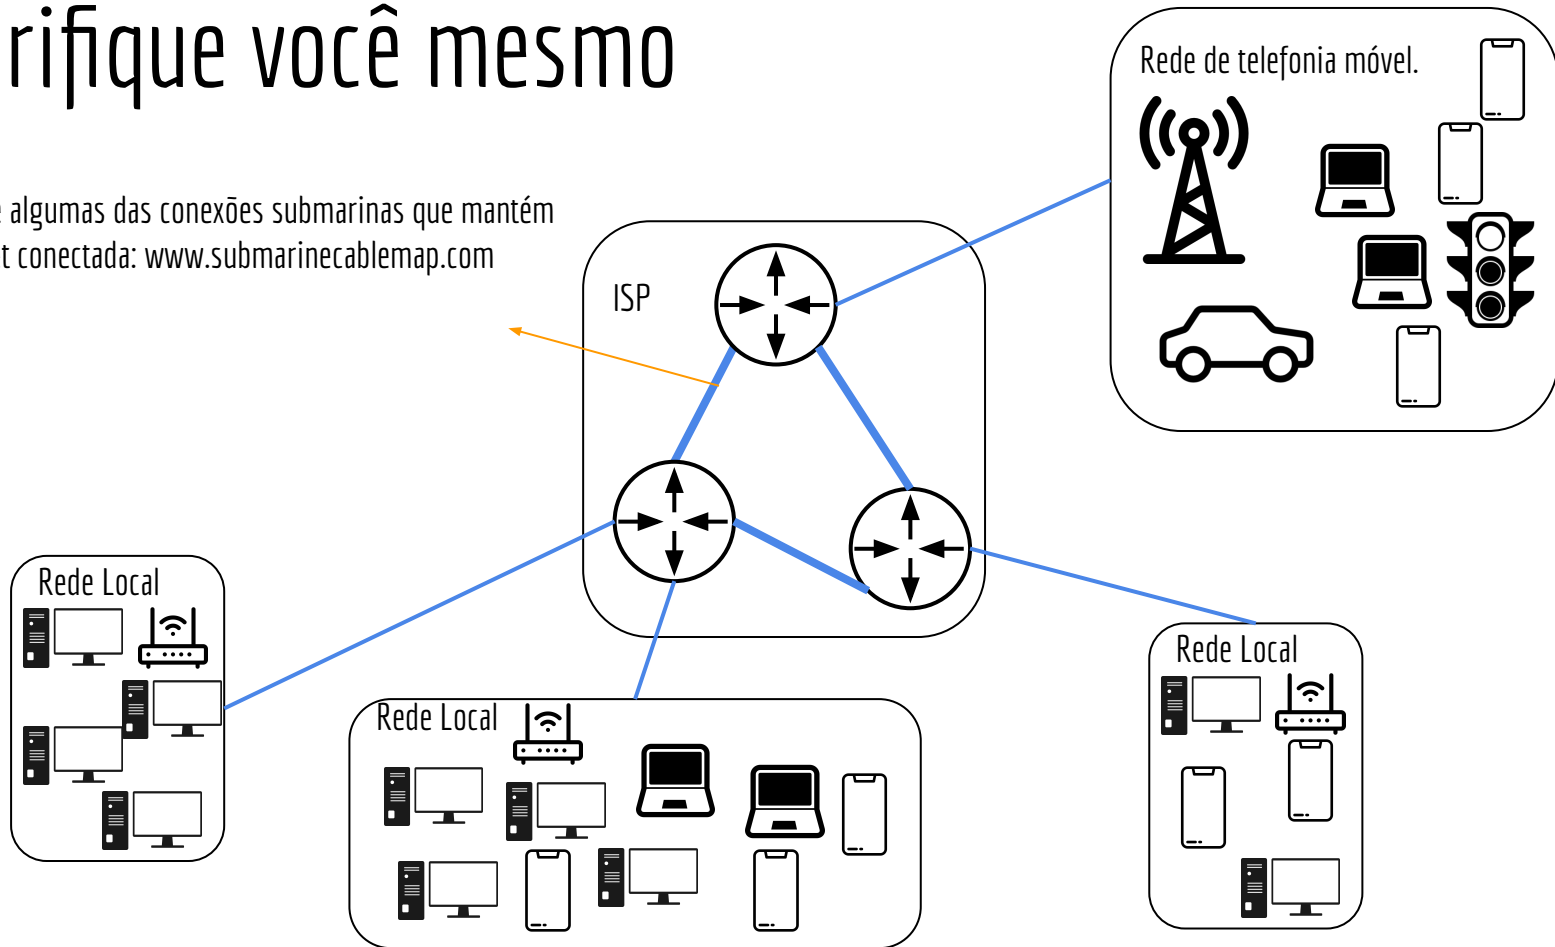 rifique você mesmo
Rede de telefonia móvel.
e algumas das conexões submarinas que mantém
t conectada: www.submarinecablemap.com
ISP
Rede Local
Rede Local
Rede Local